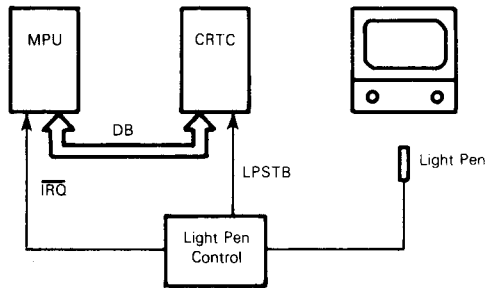 MPU
CRTC
DB
LPSTB
Light Pen
IRQ
Light Pen
Control